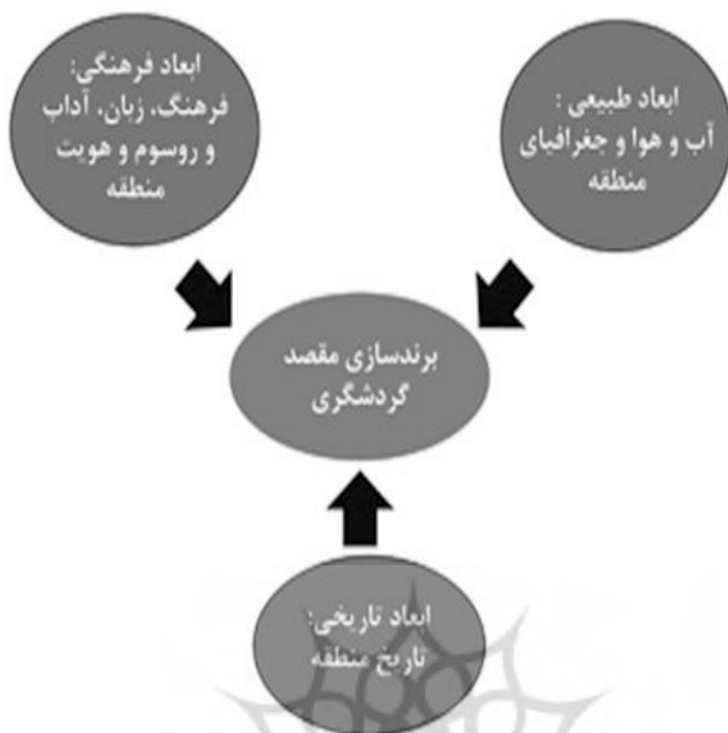 ابعاد طبیعی :
آب و هوا و جغرافیای
منطقه
ابعاد فرهنگی:
فرهنگ، زبان، آداب
و روسوم و هویت
منطقه
برندسازی مقصد
گردشگری
ابعاد تاریخی:
تاریخ منطقه